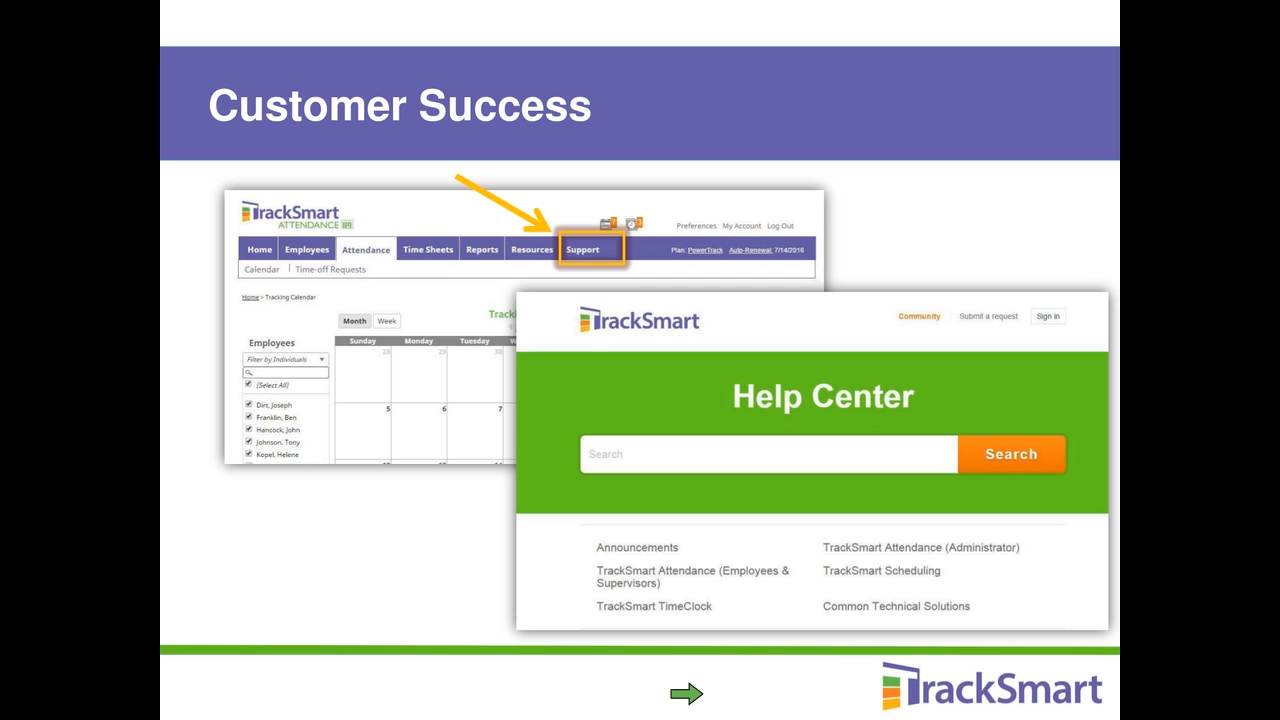 Customer Success
TrackSmart
ATTENDANCE
Preferences My Account Log Out
Home Employees Attendance Time Sheets Reports Resources Support
Plan: PowerTrack Auto-Renewal: 7/14/2016
Calendar | Time-off Requests
Home > Tracking Calendar
Month Week
Employees
Sunday Monday Tuesday
Filter by Individuals
28 29 30
(Select All)
Dirt, Joseph
5 6 7
Franklin, Ben
Hancock, John
Johnson, Tony
Kopel, Helene
TrackSmart
Community Submit a request Sign in
Help Center
Search Search
Announcements TrackSmart Attendance (Administrator)
TrackSmart Attendance (Employees &
Supervisors)
TrackSmart Scheduling
TrackSmart TimeClock Common Technical Solutions
TrackSmart